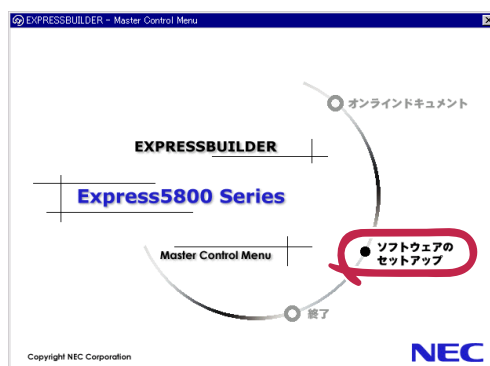 EXPRESSBUILDER - Master Control Menu
オンラインドキュメント
EXPRESSBUILDER
Express5800 Series
ソフトウェアの
セットアップ
Master Control Menu
終了
Copyright NEC Corporation
NEC